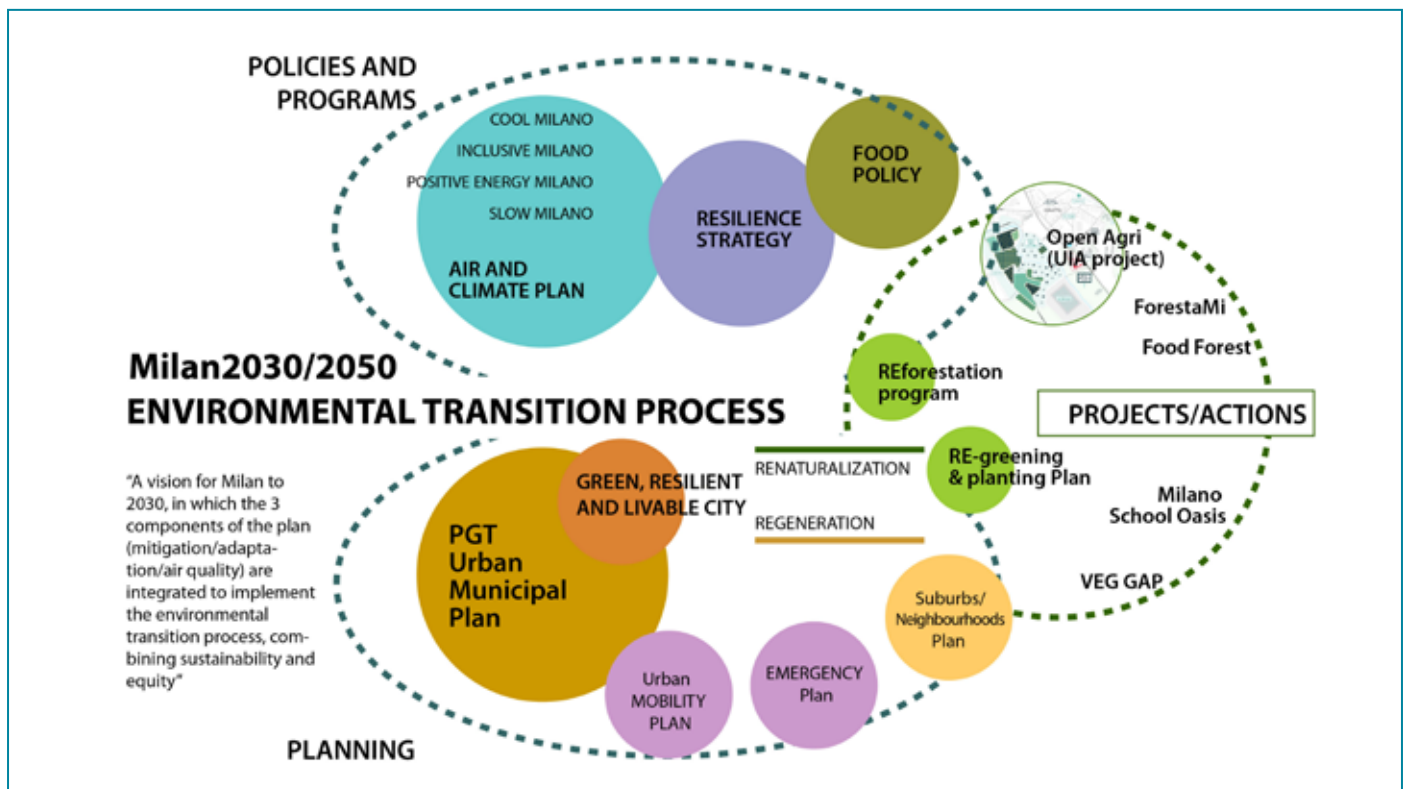 POLICIES AND
PROGRAMS
COOL MILANO
INCLUSIVE MILANO
POSITIVE ENERGY MILANO
SLOW MILANO
AIR AND
CLIMATE PLAN
RESILIENCE
STRATEGY
FOOD
POLICY
Open Agri
(UIA project)
ForestaMi
Food Forest
REforestation
program
Milan2030/2050
ENVIRONMENTAL TRANSITION PROCESS
PROJECTS/ACTIONS
"A vision for Milan to
2030, in which the 3
components of the plan
(mitigation/adapta-
tion/air quality) are
integrated to implement
the environmental
transition process, com-
bining sustainability and
equity"
GREEN, RESILIENT
AND LIVABLE CITY
PGT
Urban
Municipal
Plan
RENATURALIZATION
REGENERATION
RE-greening
& planting Plan
Milano
School Oasis
VEG GAP
Suburbs/
Neighbourhoods
Plan
Urban
MOBILITY
PLAN
EMERGENCY
Plan
PLANNING